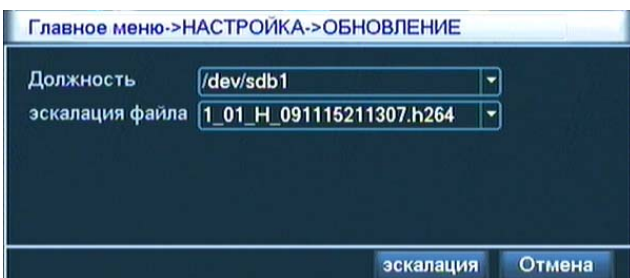 Главное меню->НАСТРОЙКА->ОБНОВЛЕНИЕ
Должность /dev/sdb1
эскалация файла 1_01_H_091115211307.h264
эскалация Отмена